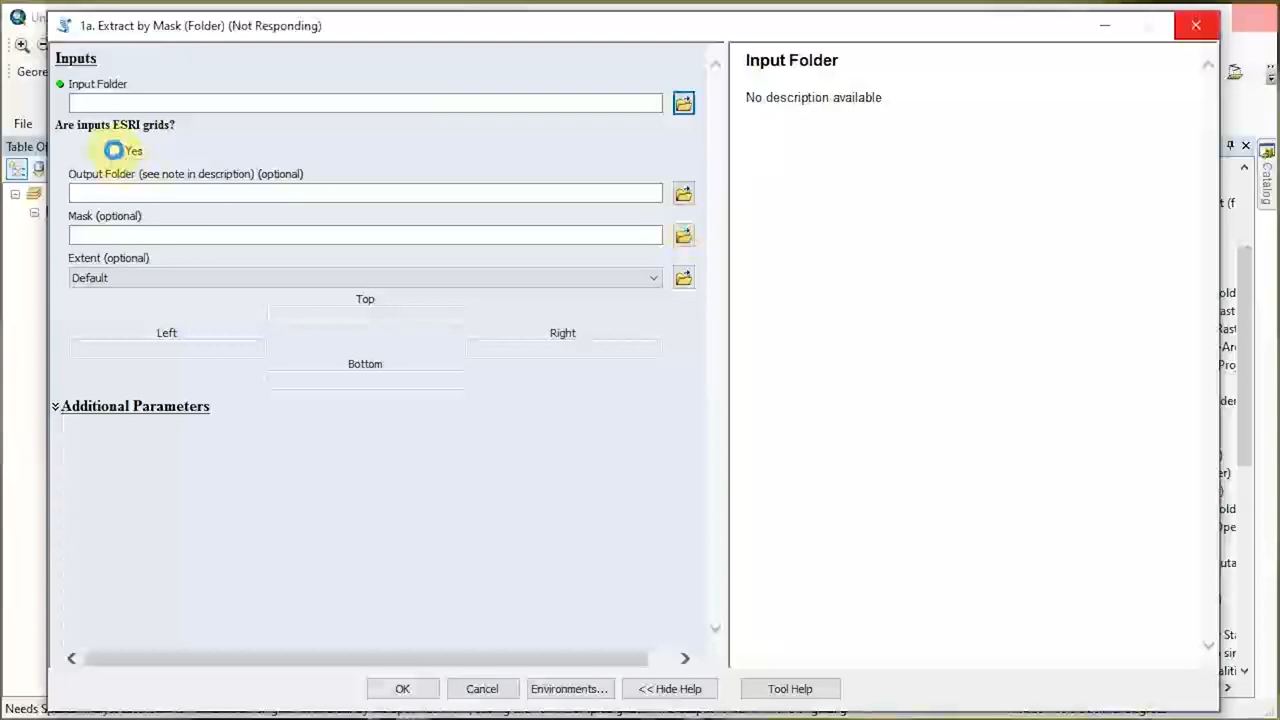 1a. Extract by Mask (Folder) (Not Responding)
Inputs
Input Folder
Are inputs ESRI grids?
Yes
Output Folder (see note in description) (optional)
Mask (optional)
Extent (optional)
Default
Top
Left
Right
Bottom
Additional Parameters
OK
Cancel
Environments...
<< Hide Help
Input Folder
No description available
Tool Help
Geore
File
Table Of
Catalog